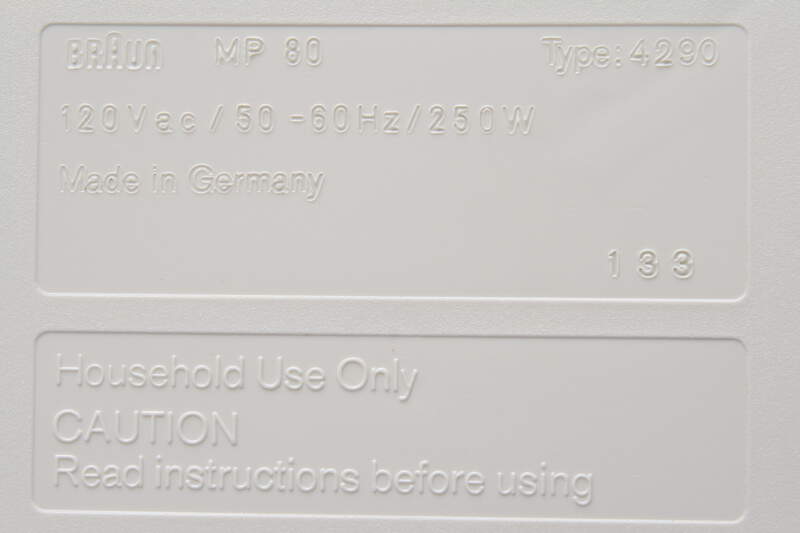 BRAUN MP 80 Type: 4290
120Vac/50-60Hz/250W
Made in Germany
133
Household Use Only
CAUTION
Read instructions before using